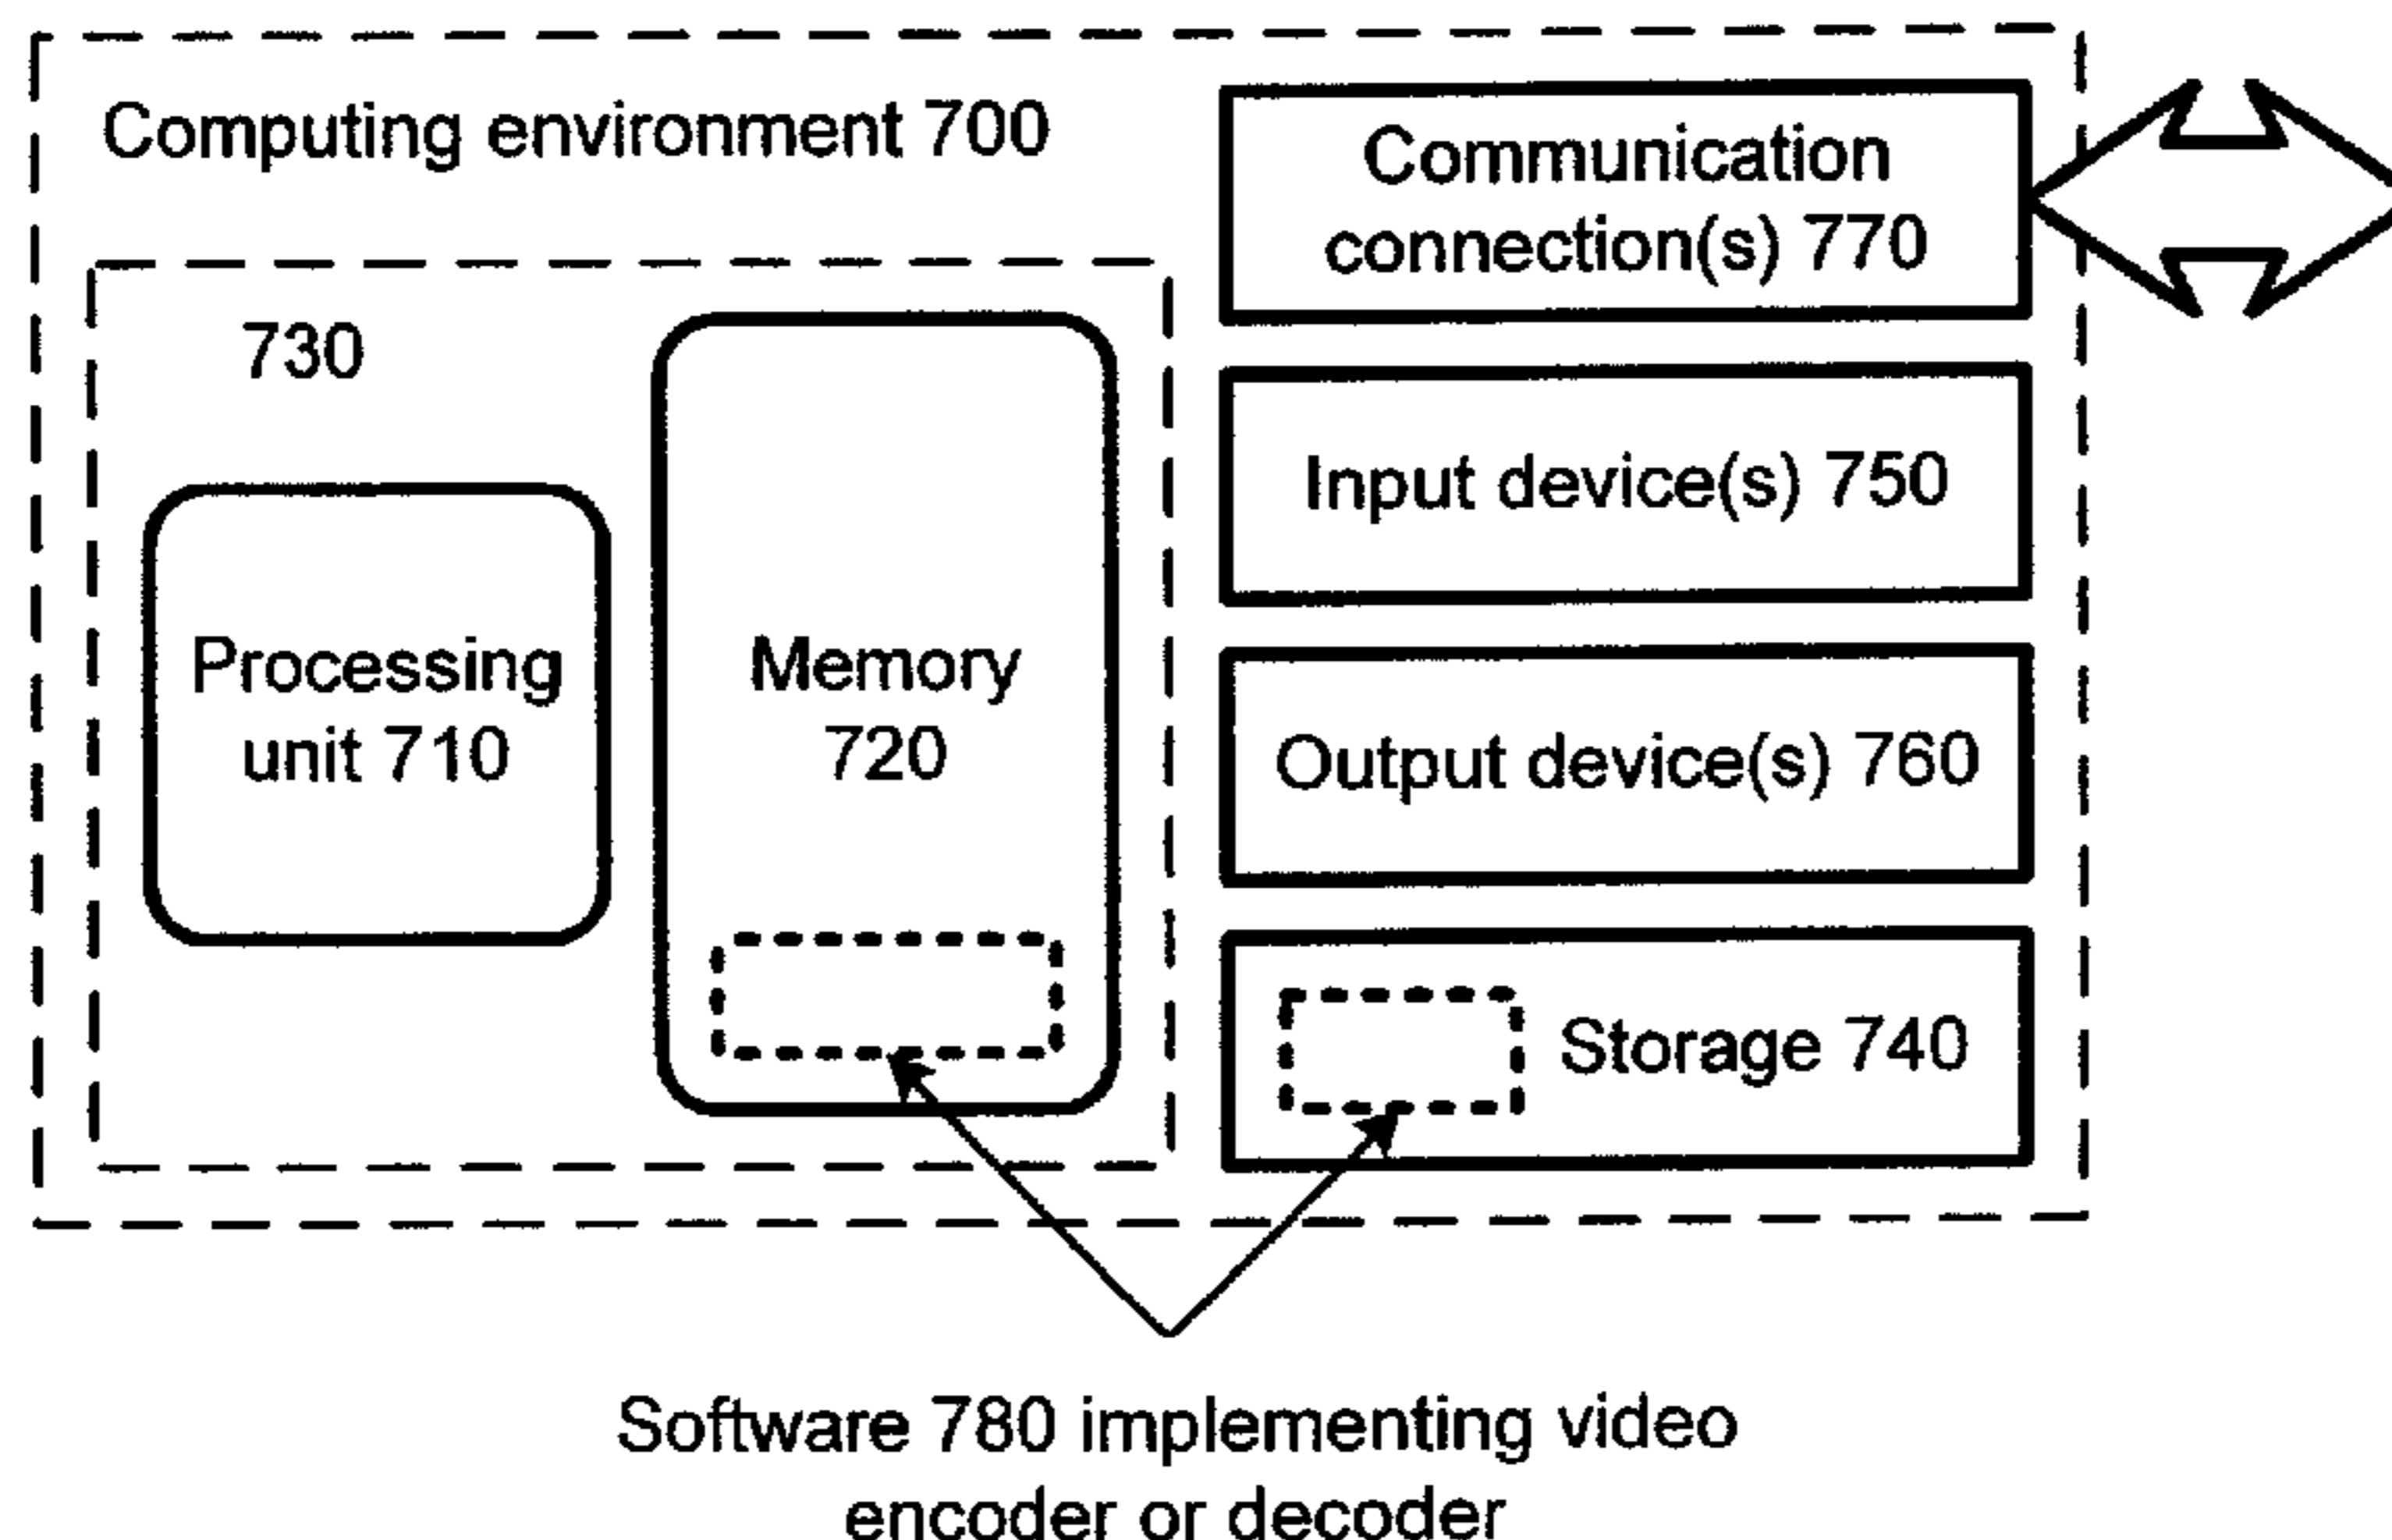 Computing environment 700
Communication
connection(s) 770
730
Input device(s) 750
Processing
unit 710
Memory
720
Output device(s) 760
Storage 740
Software 780 implementing video
encoder or decoder